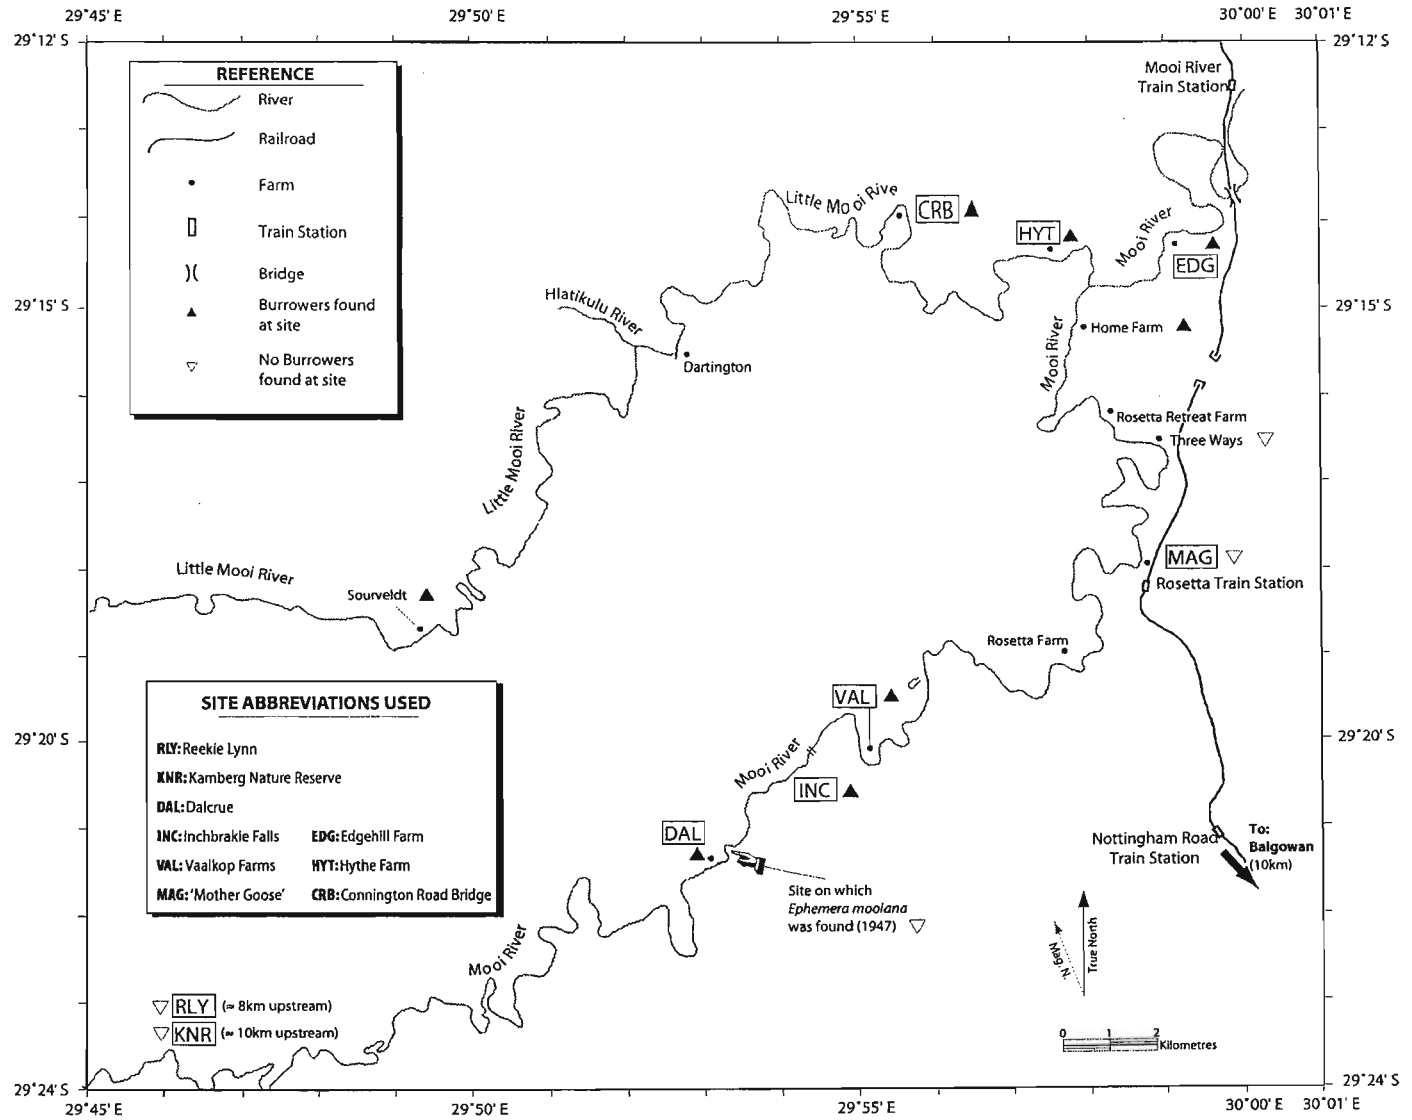 29°45' E 29°50' E 29°55' E 30°00' E 30°01' E
29°12' S 29°12' S
REFERENCE
River
Railroad
Farm
Train Station
Bridge
Burrowers found
at site
No Burrowers
found at site
Mooi River
Train Station
Little Mooi Rive
CRB
HYT
Mooi River
EDG
29°15' S 29°15' S
Hlatikulu River
Dartington
Mooi River
Home Farm
Rosetta Retreat Farm
Three Ways
Little Mooi River
MAG
Rosetta Train Station
Little Mooi River
Sourveldt
Rosetta Farm
VAL
29°20' S 29°20' S
Mooi River
INC
DAL
SITE ABBREVIATIONS USED
RLY: Reekie Lynn
KNR: Kamberg Nature Reserve
DAL: Dalcrue
INC: Inchbrakie Falls EDG: Edgehill Farm
VAL: Vaalkop Farms HYT: Hythe Farm
MAG: 'Mother Goose' CRB: Connington Road Bridge
Nottingham Road
Train Station
To:
Balgowan
(10km)
Site on which
Ephemera moolana
was found (1947)
Mooi River
Mag. N.
True North
RLY (≈ 8km upstream)
KNR (≈ 10km upstream)
0 1 2
Kilometres
29°24' S 29°24' S
29°45' E 29°50' E 29°55' E 30°00' E 30°01' E